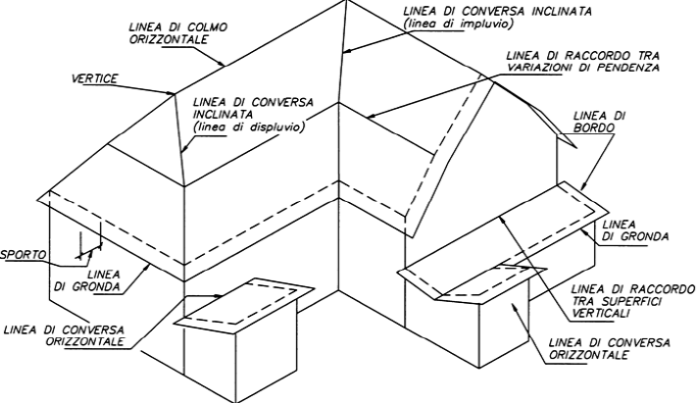 LINEA DI COLMO
ORIZZONTALE
LINEA DI CONVERSA INCLINATA
(linea di impluvio)
LINEA DI RACCORDO TRA
VARIAZIONI DI PENDENZA
VERTICE
LINEA DI CONVERSA
INCLINATA
(linea di displuvio)
LINEA DI
BORDO
LINEA
DI GRONDA
SPORTO
LINEA
DI GRONDA
LINEA DI RACCORDO
TRA SUPERFICI
VERTICALI
LINEA DI CONVERSA
ORIZZONTALE
LINEA DI CONVERSA
ORIZZONTALE